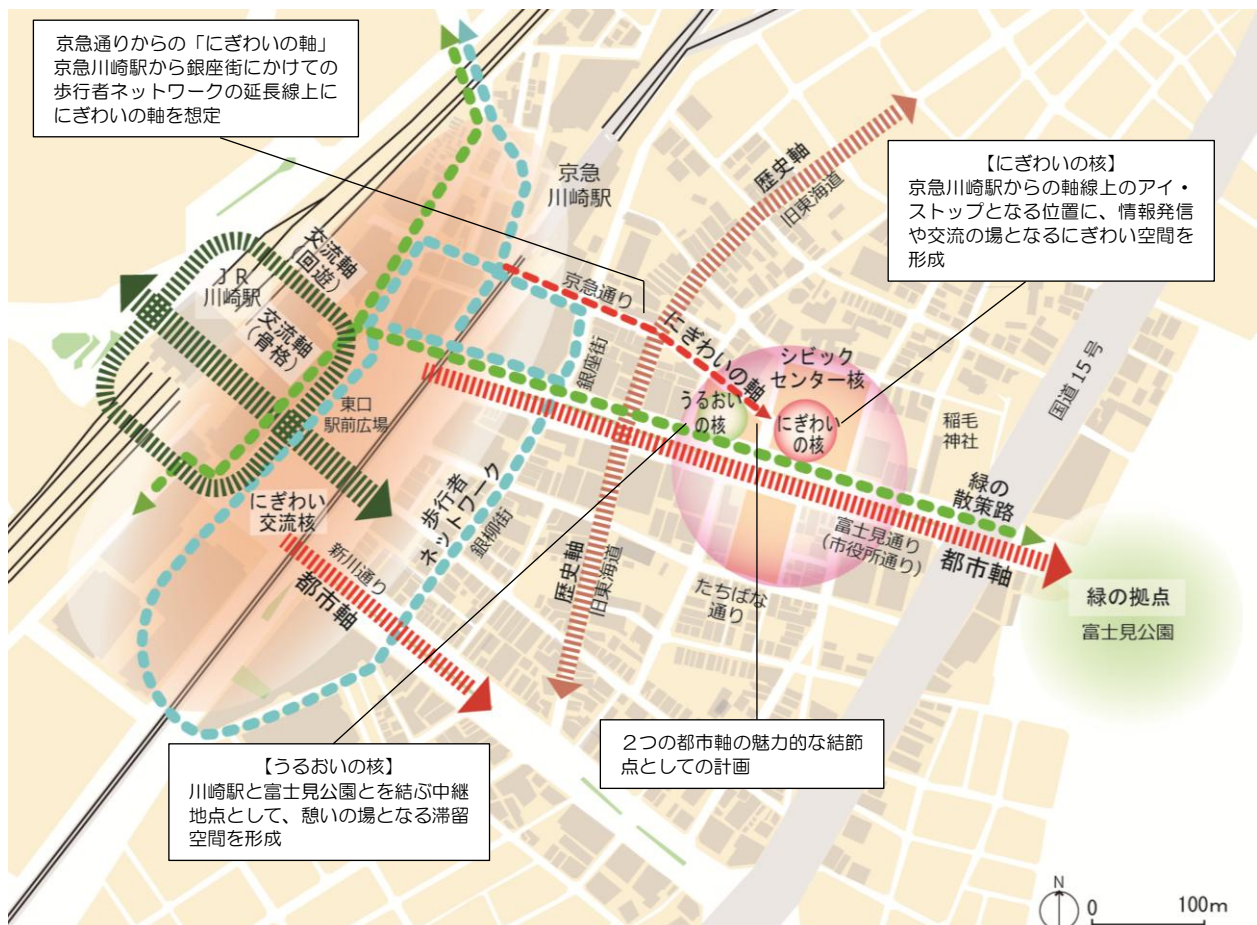 京急通りからの「にぎわいの軸」
京急川崎駅から銀座街にかけての
歩行者ネットワークの延長線上に
にぎわいの軸を想定
【にぎわいの核】
京急川崎駅からの軸線上のアイ・
ストップとなる位置に、情報発信
や交流の場となるにぎわい空間を
形成
京急
川崎駅
歴史軸
旧東海道
交流軸
(回遊)
JR
川崎駅
交流軸
(骨格)
京急通り
にぎわいの軸
銀座街
シビック
センター核
うるおい
の核
にぎわい
の核
国道15号
稲毛
神社
東口
駅前広場
にぎわい
交流核
歩行者
ネットワーク
銀柳街
新川通り
都市軸
歴史軸
旧東海道
たちばな
通り
富士見通り
(市役所通り)
緑の
散策路
都市軸
緑の拠点
富士見公園
【うるおいの核】
川崎駅と富士見公園とを結ぶ中継
地点として、憩いの場となる滞留
空間を形成
２つの都市軸の魅力的な結節
点としての計画
N
0 100m